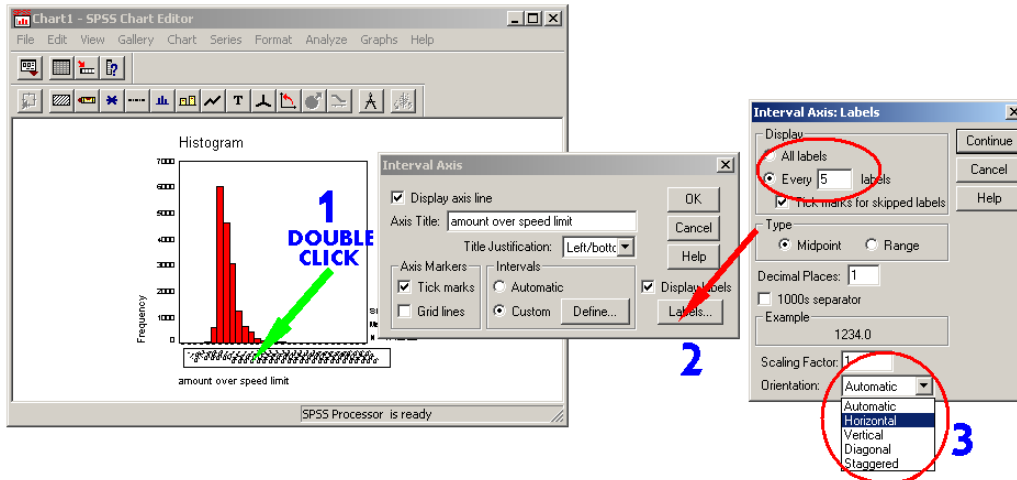 Chart1 - SPSS Chart Editor
File Edit View Gallery Chart Series Format Analyze Graphs Help
T
Histogram
7000
6000
5000
4000
3000
2000
1000
0
Frequency
amount over speed limit
SPSS Processor is ready
1
DOUBLE
CLICK
Interval Axis
Display axis line
Axis Title: amount over speed limit
Title Justification: Left/botto
Axis Markers
Tick marks
Grid lines
Intervals
Automatic
Custom Define...
Display labels
Labels...
OK
Cancel
Help
2
Interval Axis: Labels
Display
All labels
Every 5 labels
Tick marks for skipped labels
Type
Midpoint Range
Decimal Places: 1
1000s separator
Example
1234.0
Scaling Factor: 1
Orientation: Automatic
Automatic
Horizontal
Vertical
Diagonal
Staggered
Continue
Cancel
Help
3